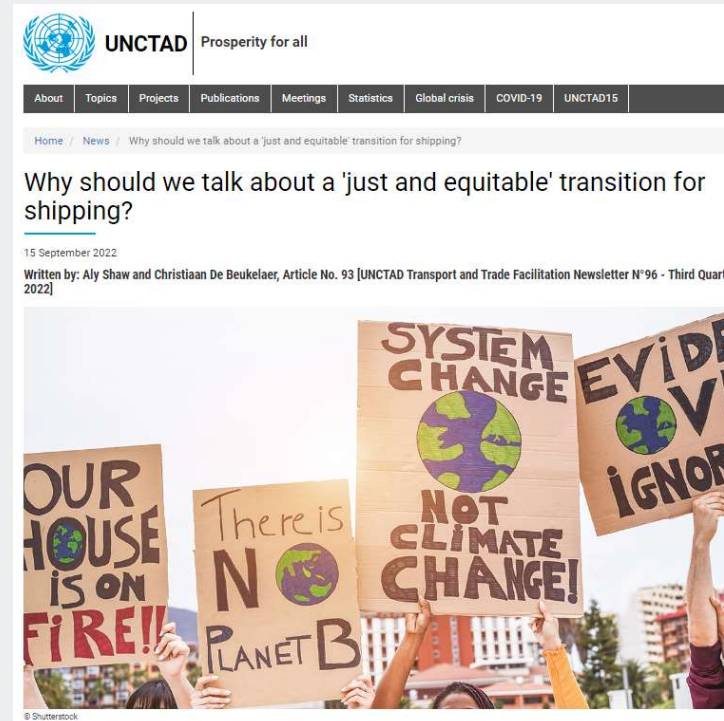 UNCTAD
Prosperity for all
About Topics Projects Publications Meetings Statistics Global crisis COVID-19 UNCTAD15
Home / News / Why should we talk about a 'just and equitable' transition for shipping?
Why should we talk about a 'just and equitable' transition for
shipping?
15 September 2022
Written by: Aly Shaw and Christiaan De Beukelaer, Article No. 93 [UNCTAD Transport and Trade Facilitation Newsletter N°96 - Third Quart
2022]
OUR
HOUSE
IS ON
FIRE!!
There is
NO
PLANET B
SYSTEM
CHANGE
NOT
CLIMATE
CHANGE!
EVIDE
OV
IGNOR
© Shutterstock